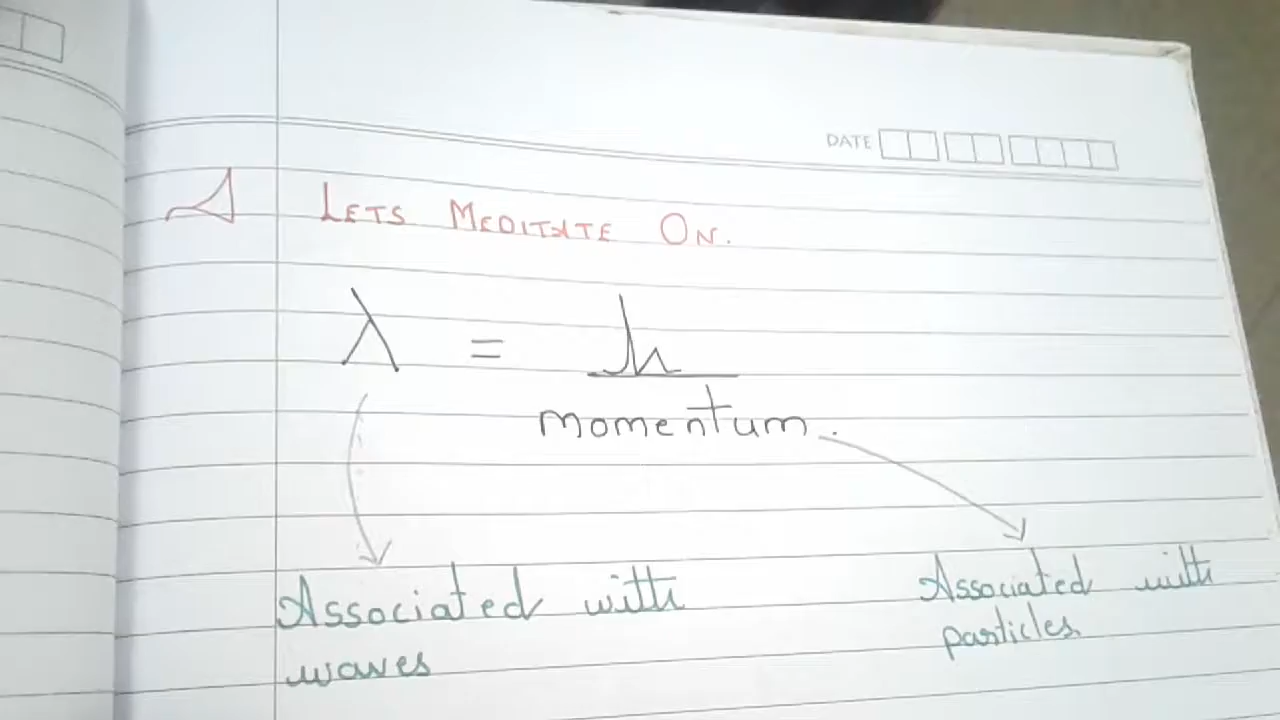 DATE
LETS MEDITATE ON.
λ = h
momentum.
Associated with
waves
Associated with
particles.